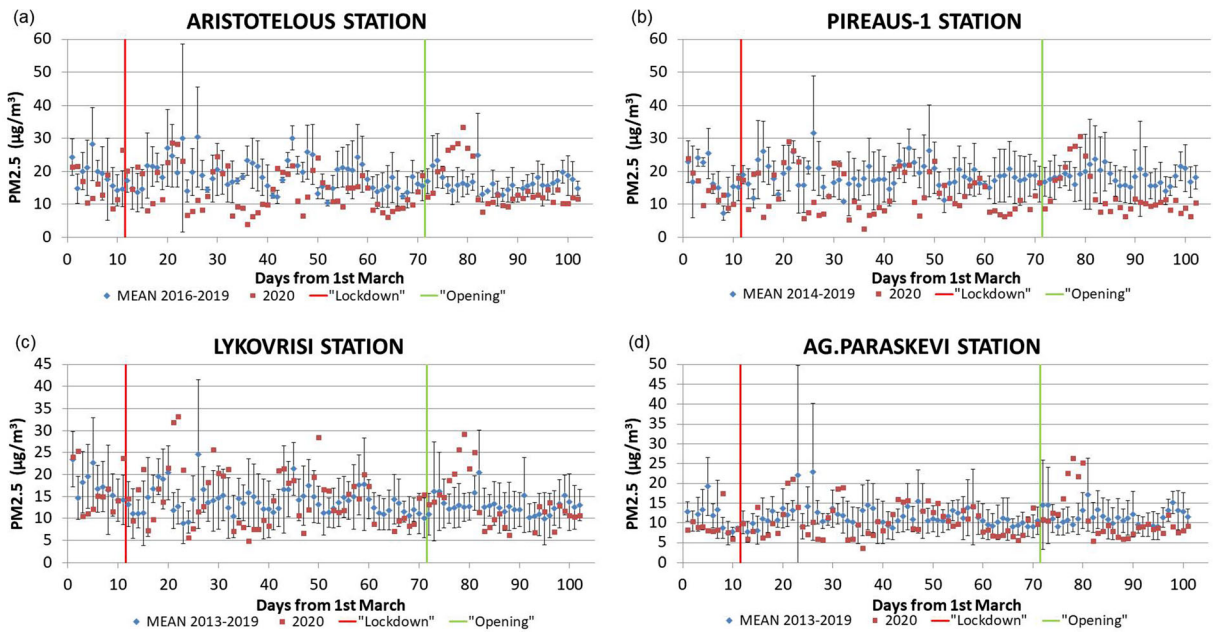 (a)
ARISTOTELOUS STATION
60
50
40
30
20
10
0
PM2.5 (μg/m³)
0 10 20 30 40 50 60 70 80 90 100
Days from 1st March
MEAN 2016-2019 2020 "Lockdown" "Opening"
(b)
PIREAUS-1 STATION
60
50
40
30
20
10
0
PM2.5 (μg/m³)
0 10 20 30 40 50 60 70 80 90 100
Days from 1st March
MEAN 2014-2019 2020 "Lockdown" "Opening"
(c)
LYKOVRISI STATION
45
40
35
30
25
20
15
10
5
0
PM2.5 (μg/m³)
0 10 20 30 40 50 60 70 80 90 100
Days from 1st March
MEAN 2013-2019 2020 "Lockdown" "Opening"
(d)
AG.PARASKEVI STATION
50
45
40
35
30
25
20
15
10
5
0
PM2.5 (μg/m³)
0 10 20 30 40 50 60 70 80 90 100
Days from 1st March
MEAN 2013-2019 2020 "Lockdown" "Opening"